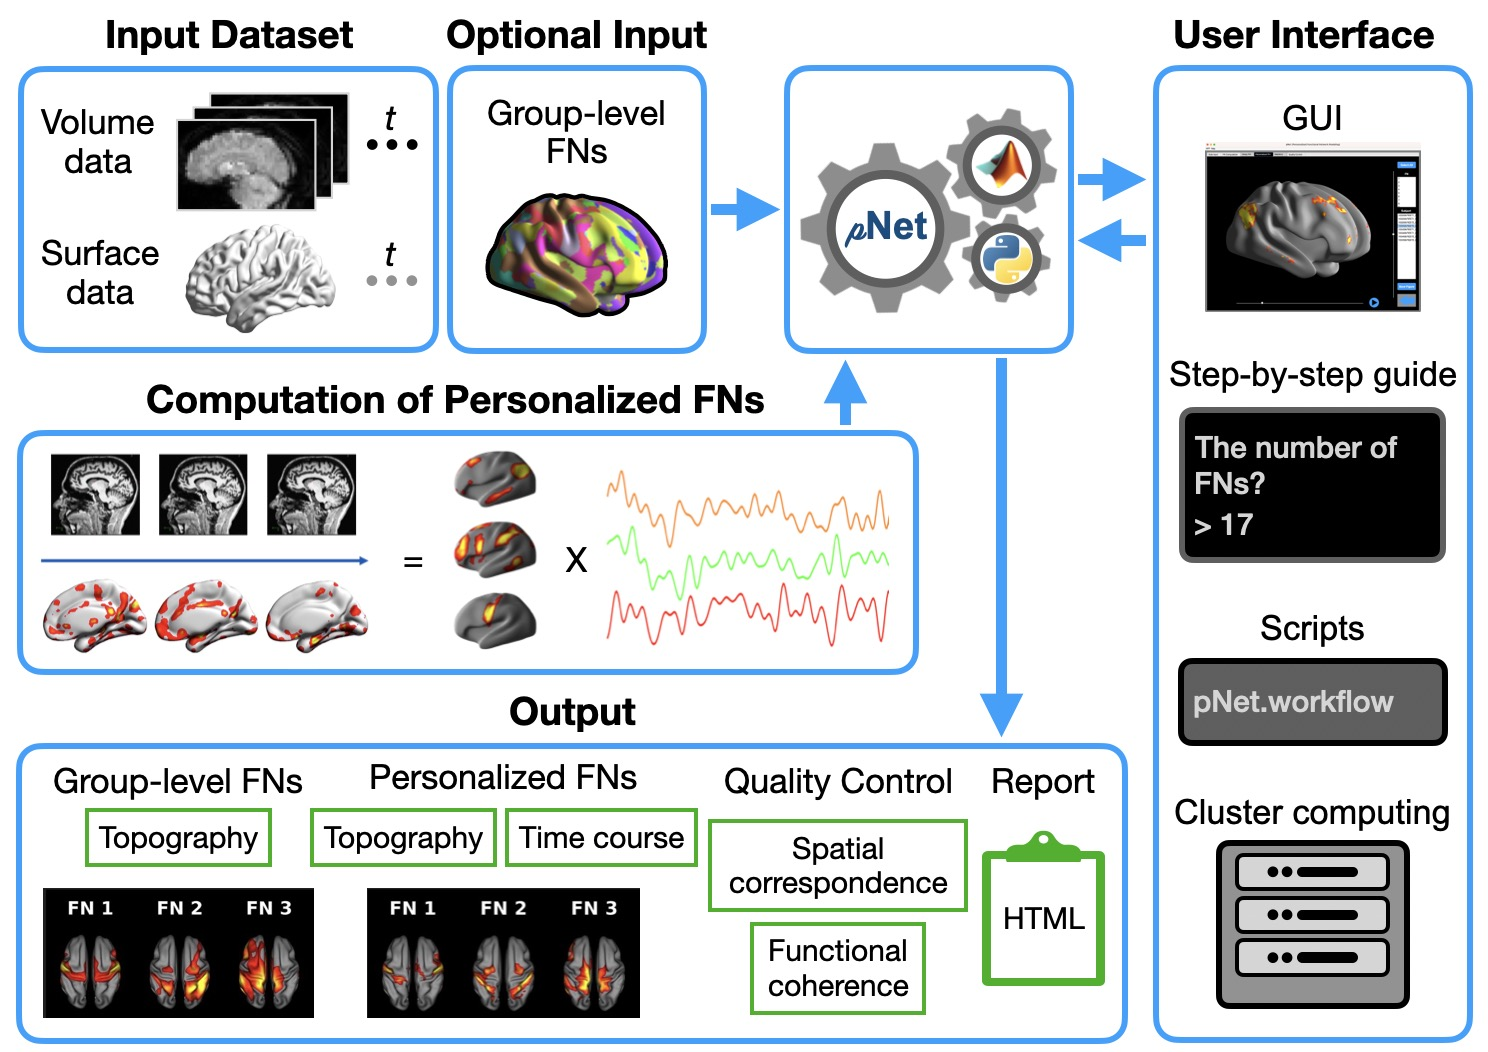 Input Dataset
Optional Input
User Interface
Volume
data
t
Surface
data
t
Group-level
FNs
pNet
GUI
Step-by-step guide
The number of
FNs?
> 17
Scripts
pNet.workflow
Cluster computing
Computation of Personalized FNs
=
X
Output
Group-level FNs
Topography
FN 1 FN 2 FN 3
Personalized FNs
Topography
Time course
FN 1 FN 2 FN 3
Quality Control
Spatial
correspondence
Functional
coherence
Report
HTML